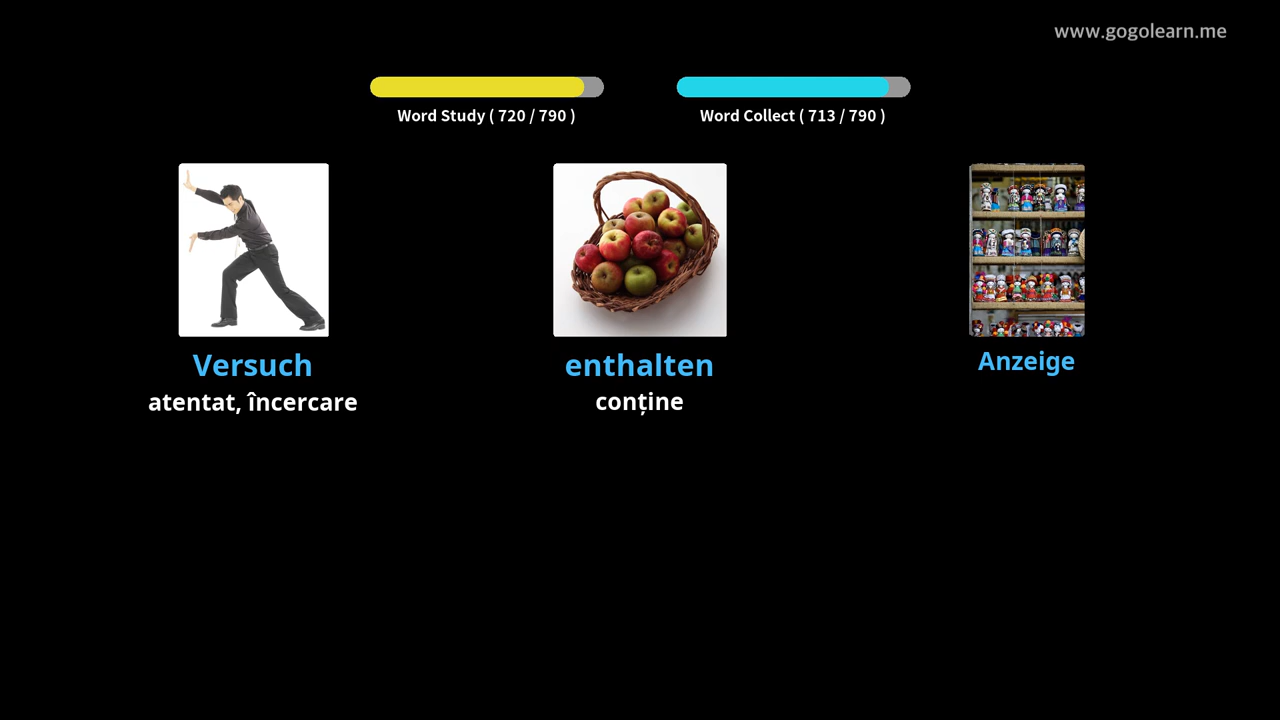 www.gogolearn.me
Word Study ( 720 / 790 )
Word Collect ( 713 / 790 )
Versuch
atentat, încercare
enthalten
conține
Anzeige